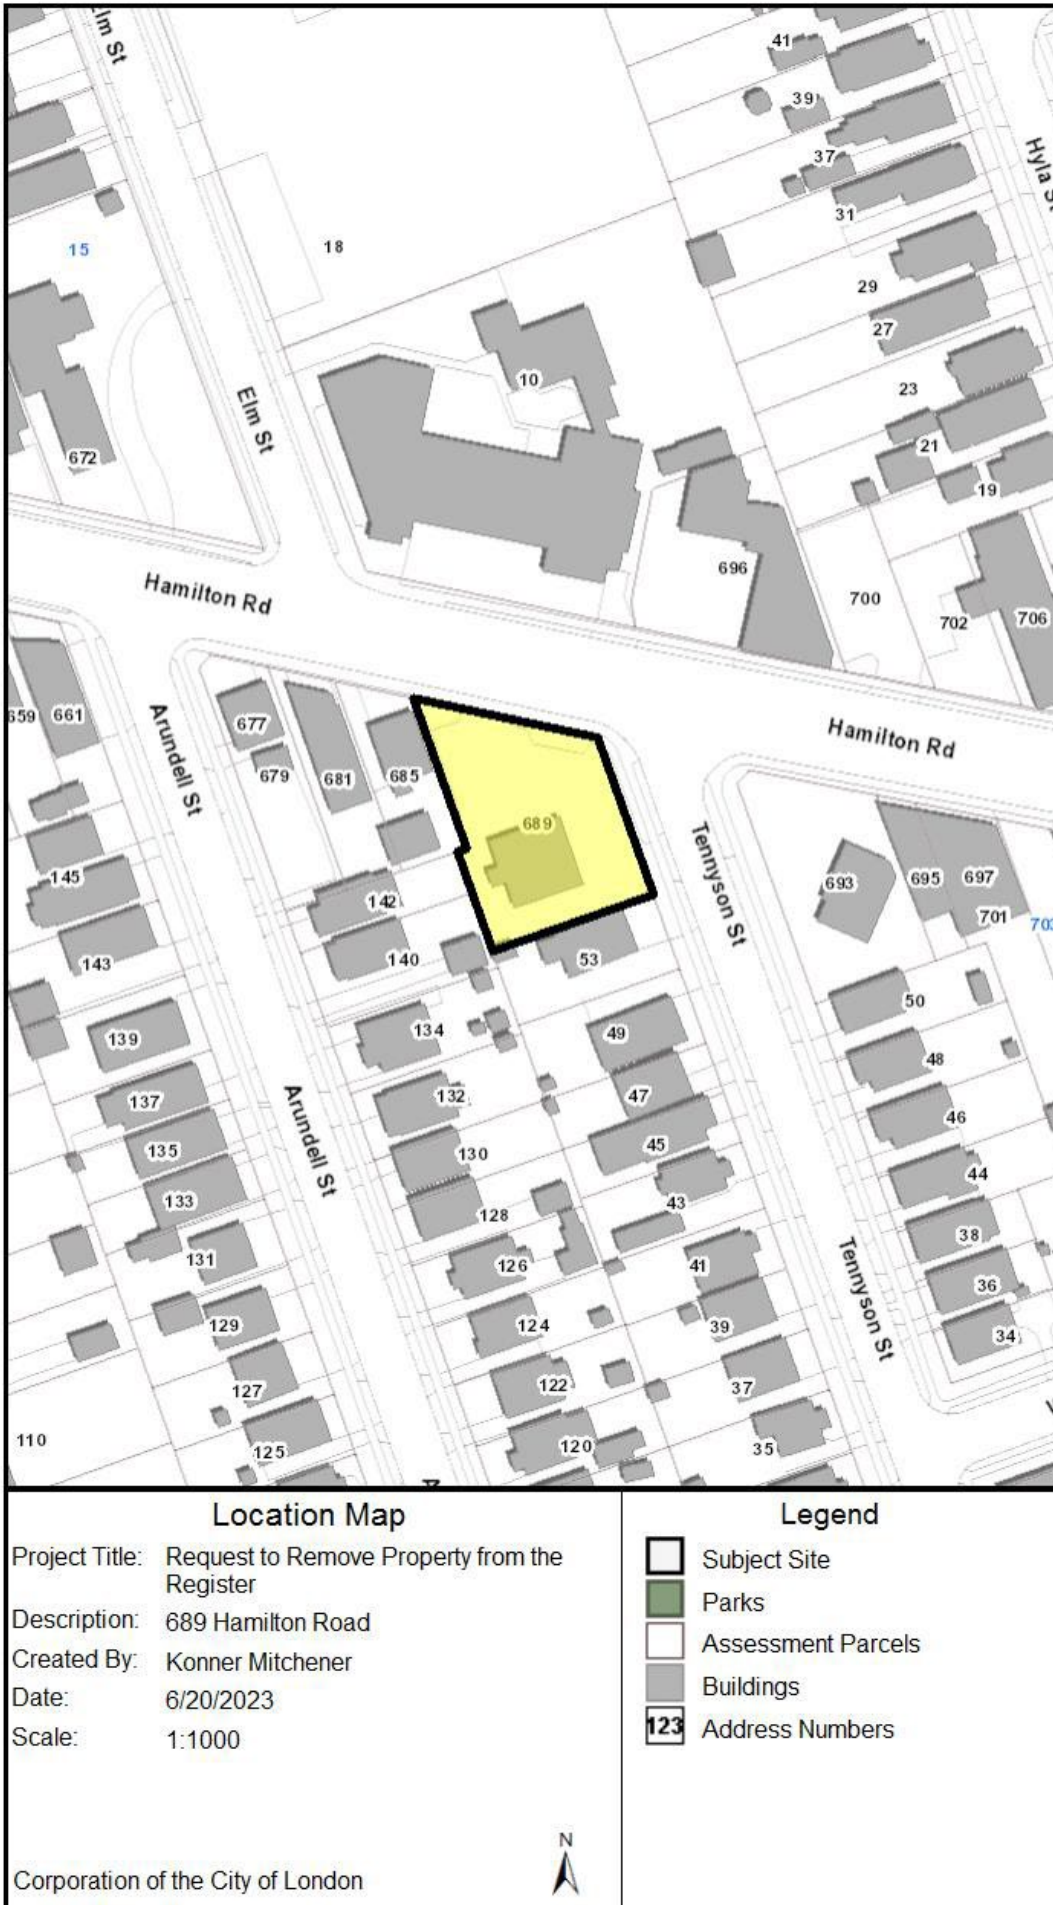 Elm St
41
39
37
31
Hyla St
15
18
29
27
10
23
Elm St
21
672
19
696
Hamilton Rd
700
702
706
659
661
677
Arundell St
679
681
685
Hamilton Rd
689
Tennyson St
693
695
697
701
145
142
143
140
53
50
139
134
49
48
137
132
47
46
135
130
45
44
133
Arundell St
128
43
38
131
126
41
Tennyson St
36
129
124
39
34
127
122
37
110
125
120
35
Location Map
Project Title: Request to Remove Property from the
Register
Description: 689 Hamilton Road
Created By: Konner Mitchener
Date: 6/20/2023
Scale: 1:1000
N
Corporation of the City of London
Legend
Subject Site
Parks
Assessment Parcels
Buildings
123 Address Numbers